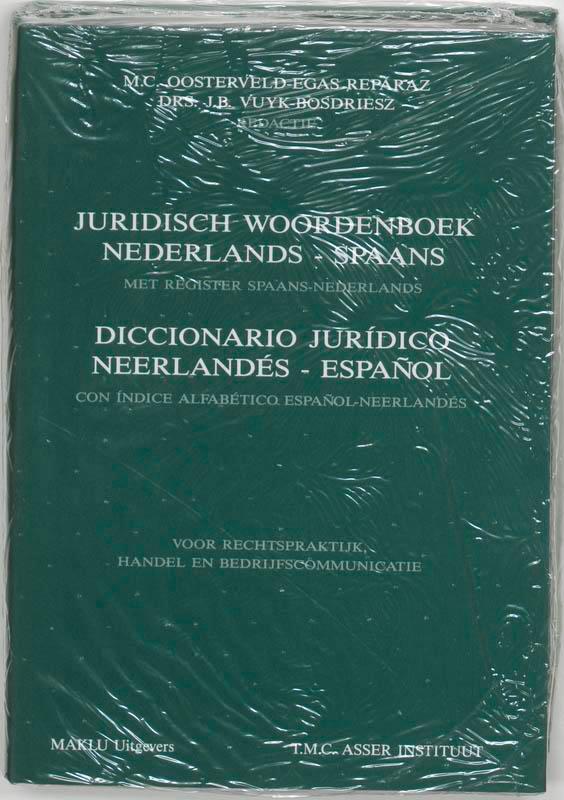 M.C. OOSTERVELD-EGAS REPARAZ
DRS. J.B. VUYK-BOSDRIESZ
REDACTIE
JURIDISCH WOORDENBOEK
NEDERLANDS - SPAANS
MET REGISTER SPAANS-NEDERLANDS
DICCIONARIO JURÍDICO
NEERLANDÉS - ESPAÑOL
CON ÍNDICE ALFABÉTICO ESPAÑOL-NEERLANDÉS
VOOR RECHTSPRAKTIJK,
HANDEL EN BEDRIJFSCOMMUNICATIE
MAKLU Uitgevers
T.M.C. ASSER INSTITUUT